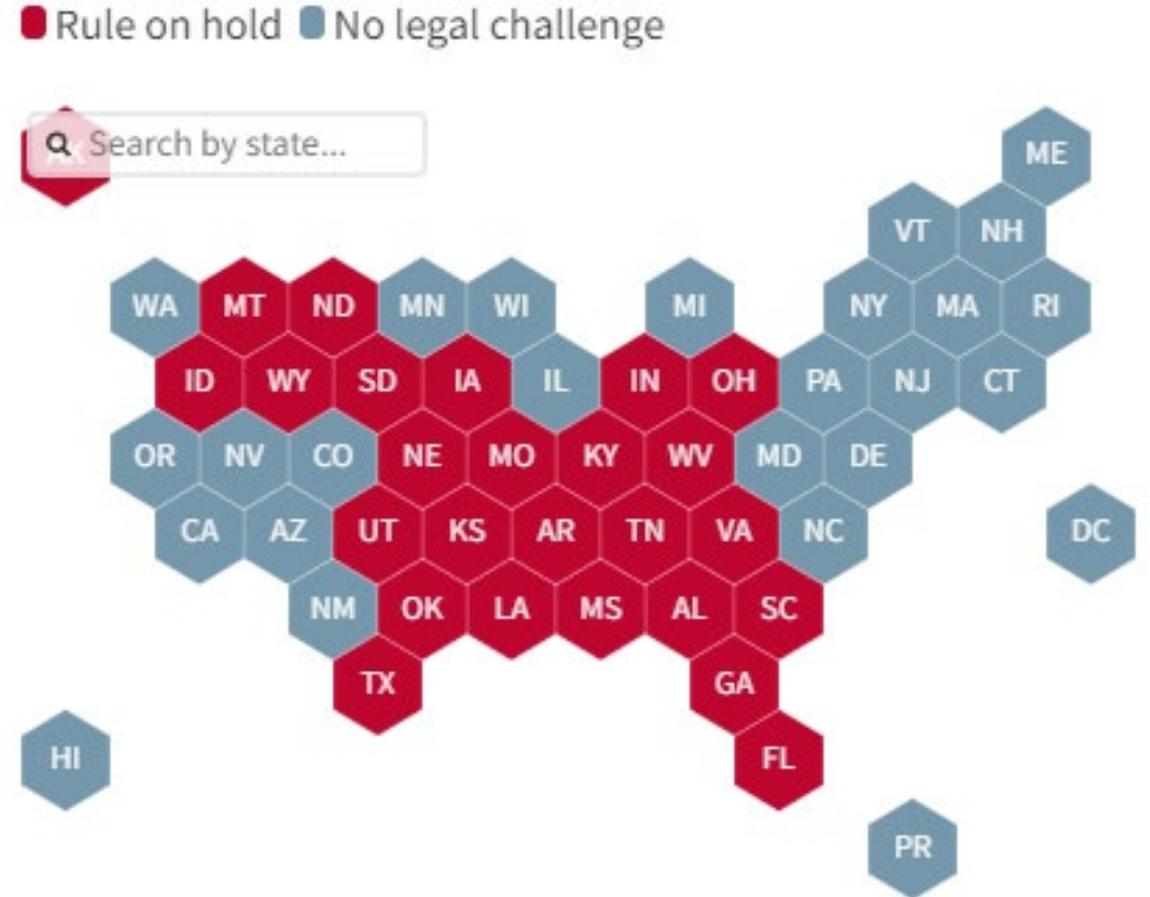 Rule on hold No legal challenge
AK Search by state...
ME
VT NH
WA MT ND MN WI MI NY MA RI
ID WY SD IA IL IN OH PA NJ CT
OR NV CO NE MO KY WV MD DE
CA AZ UT KS AR TN VA NC DC
NM OK LA MS AL SC
TX GA
HI FL
PR